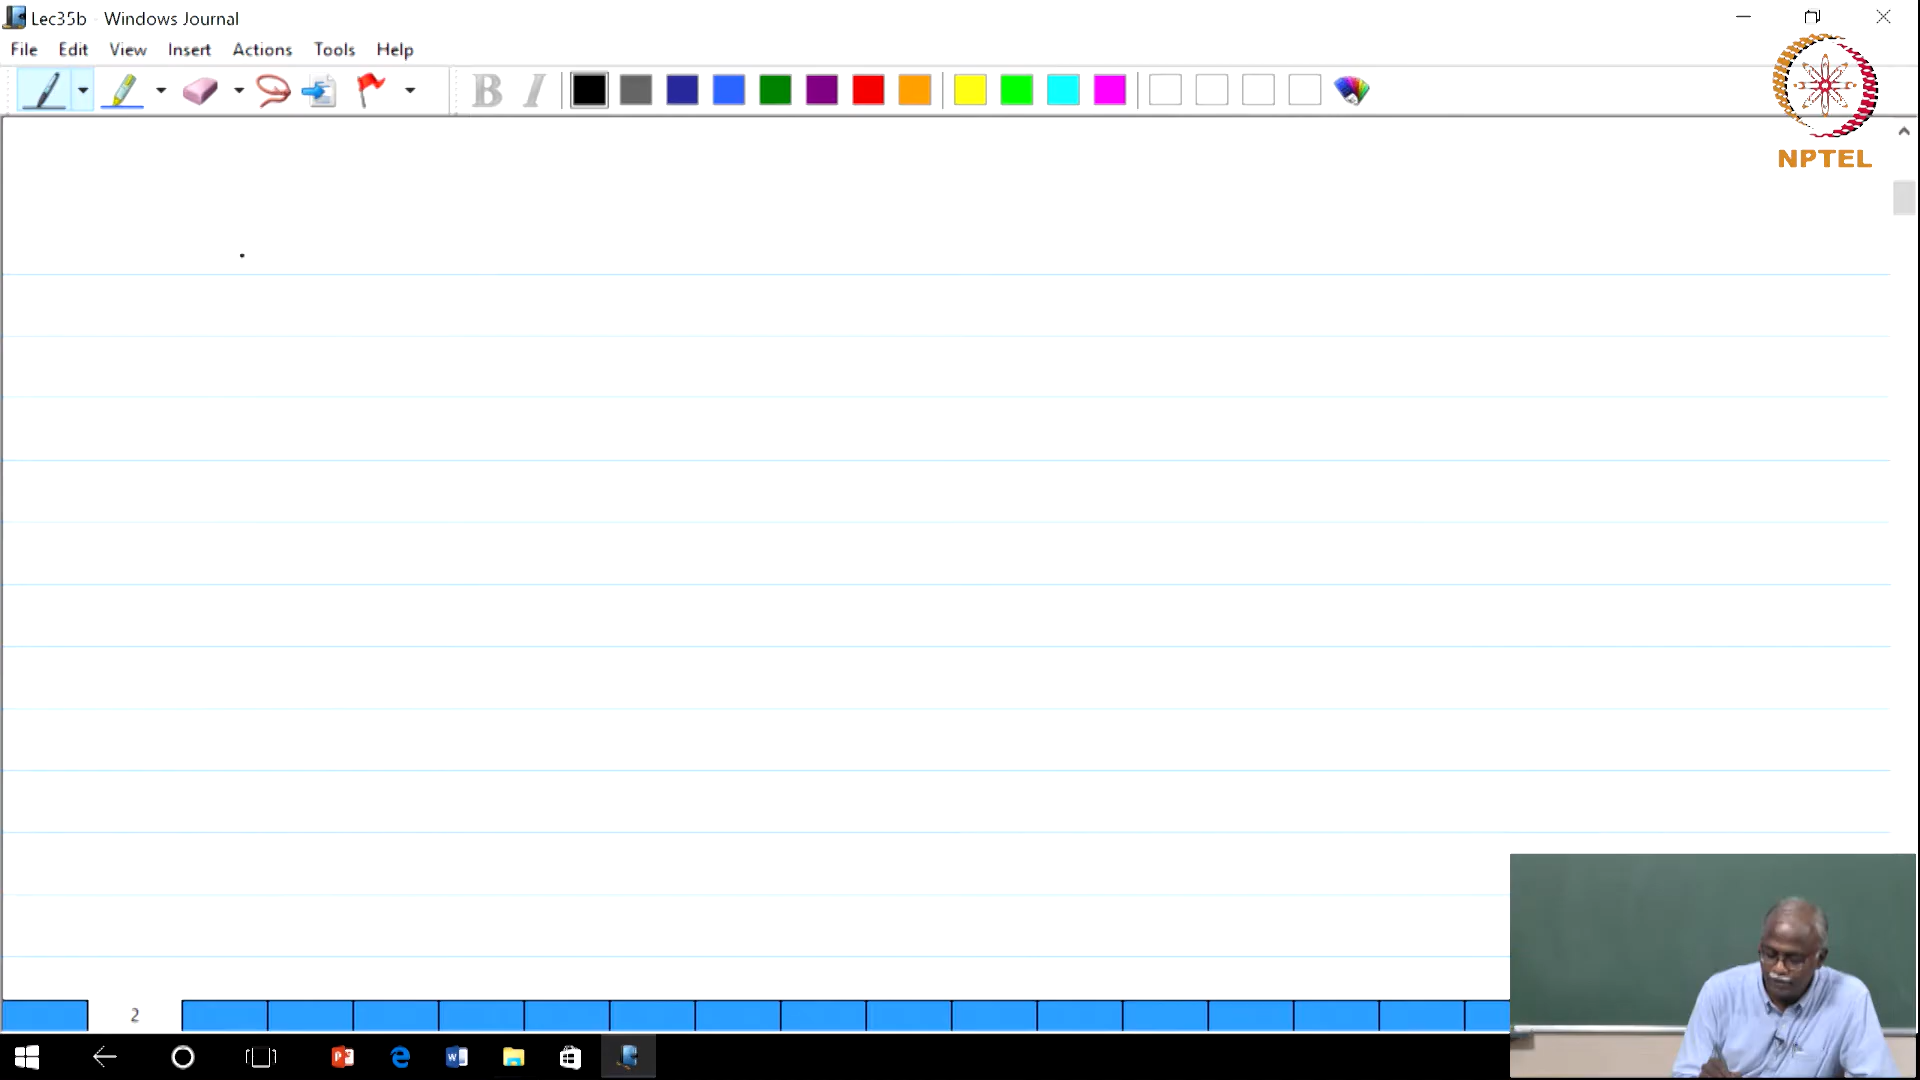 Lec35b - Windows Journal
File Edit View Insert Actions Tools Help
B I
NPTEL
2